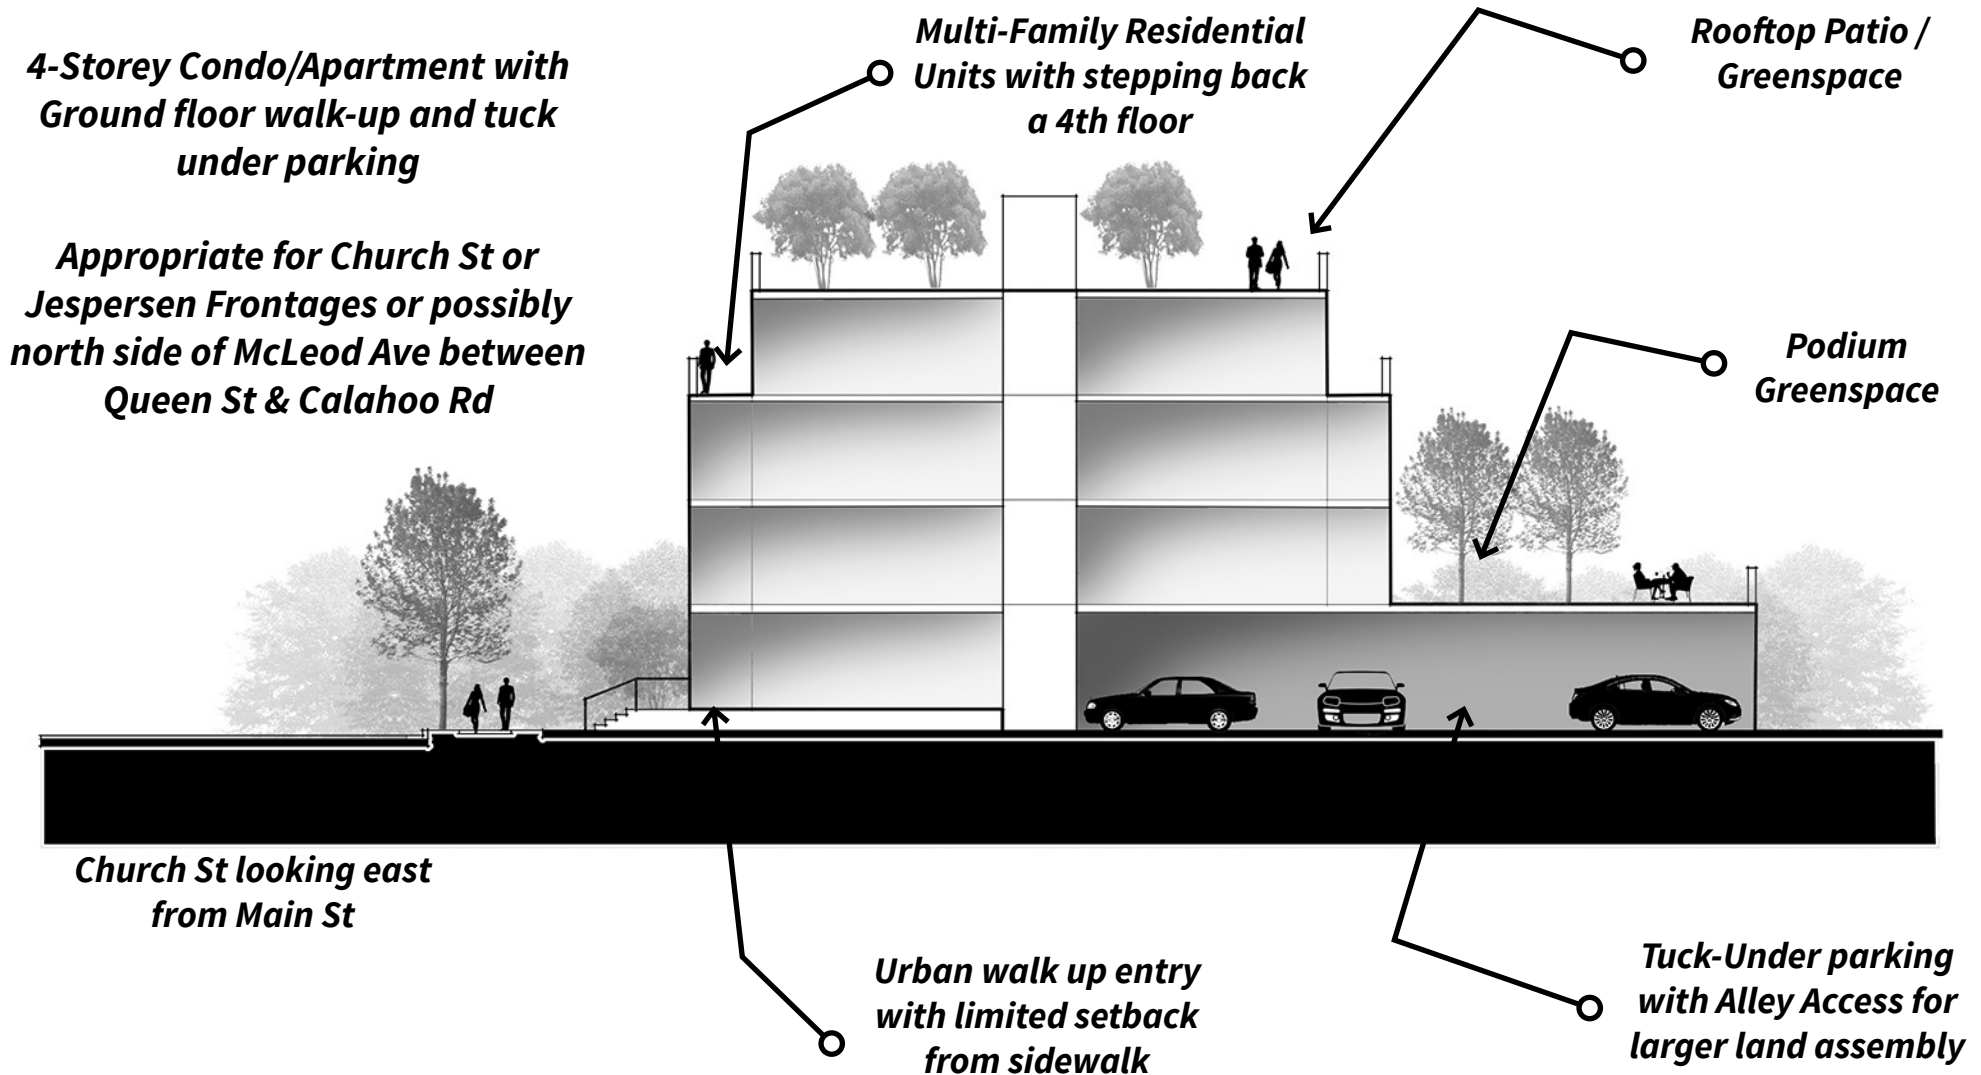 4-Storey Condo/Apartment with
Ground floor walk-up and tuck
under parking
Appropriate for Church St or
Jespersen Frontages or possibly
north side of McLeod Ave between
Queen St & Calahoo Rd
Multi-Family Residential
Units with stepping back
a 4th floor
Rooftop Patio /
Greenspace
Podium
Greenspace
Church St looking east
from Main St
Urban walk up entry
with limited setback
from sidewalk
Tuck-Under parking
with Alley Access for
larger land assembly